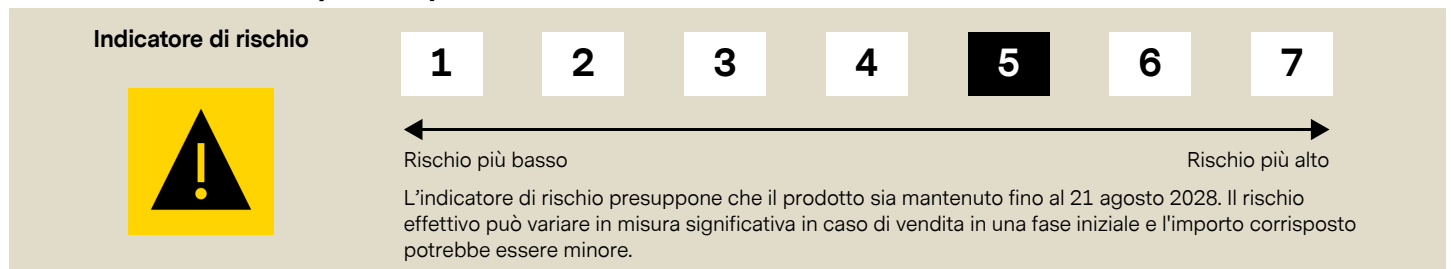 Indicatore di rischio
1 2 3 4 5 6 7
Rischio più basso Rischio più alto
L'indicatore di rischio presuppone che il prodotto sia mantenuto fino al 21 agosto 2028. Il rischio
effettivo può variare in misura significativa in caso di vendita in una fase iniziale e l'importo corrisposto
potrebbe essere minore.